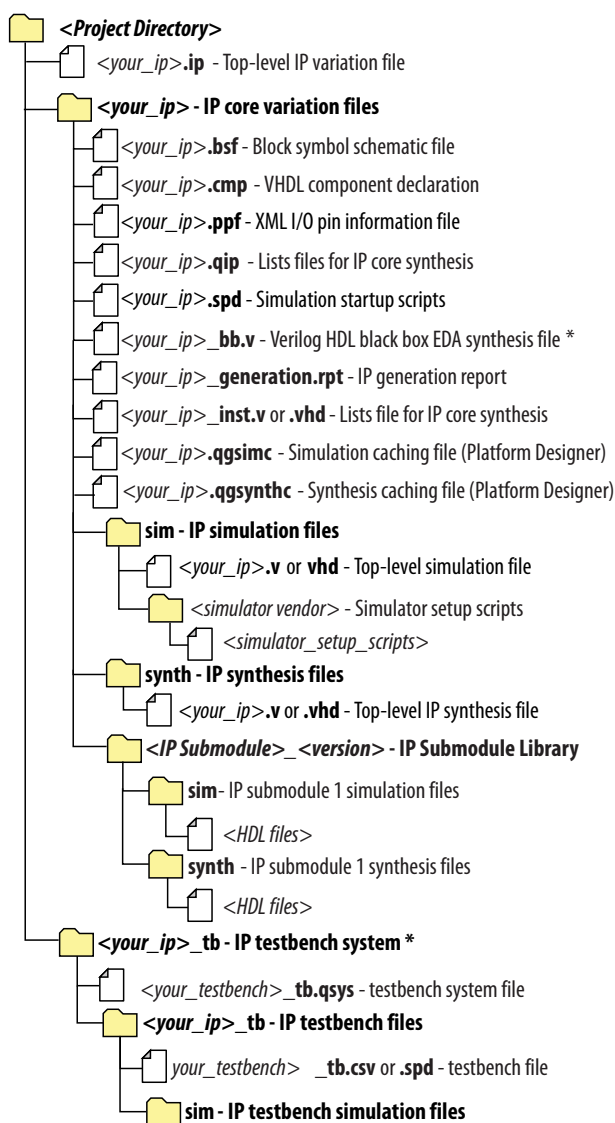 <Project Directory>
<your_ip>.ip - Top-level IP variation file
<your_ip> - IP core variation files
<your_ip>.bsf - Block symbol schematic file
<your_ip>.cmp - VHDL component declaration
<your_ip>.ppf - XML I/O pin information file
<your_ip>.qip - Lists files for IP core synthesis
<your_ip>.spd - Simulation startup scripts
<your_ip>_bb.v - Verilog HDL black box EDA synthesis file *
<your_ip>_generation.rpt - IP generation report
<your_ip>_inst.v or .vhd - Lists file for IP core synthesis
<your_ip>.qgsimc - Simulation caching file (Platform Designer)
<your_ip>.qgsynthc - Synthesis caching file (Platform Designer)
sim - IP simulation files
<your_ip>.v or vhd - Top-level simulation file
<simulator vendor> - Simulator setup scripts
<simulator_setup_scripts>
synth - IP synthesis files
<your_ip>.v or .vhd - Top-level IP synthesis file
<IP Submodule>_<version> - IP Submodule Library
sim- IP submodule 1 simulation files
<HDL files>
synth - IP submodule 1 synthesis files
<HDL files>
<your_ip>_tb - IP testbench system *
<your_testbench>_tb.qsys - testbench system file
<your_ip>_tb - IP testbench files
your_testbench> _tb.csv or .spd - testbench file
sim - IP testbench simulation files